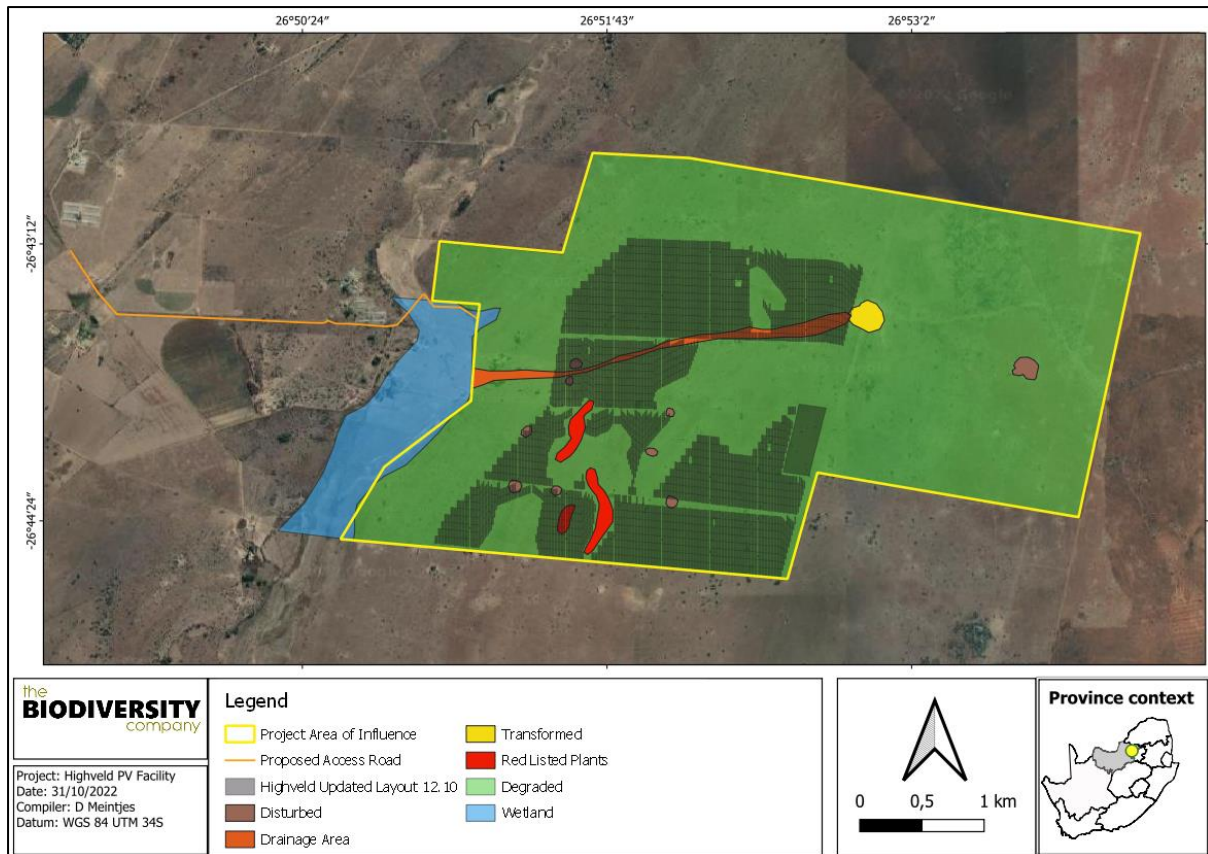 26°50'24"
26°51'43"
26°53'2"
-26°43'12"
-26°44'24"
the
BIODIVERSITY
company
Project: Highveld PV Facility
Date: 31/10/2022
Compiler: D Meintjes
Datum: WGS 84 UTM 34S
Legend
Project Area of Influence
Proposed Access Road
Highveld Updated Layout 12.10
Disturbed
Drainage Area
Transformed
Red Listed Plants
Degraded
Wetland
0 0,5 1 km
Province context